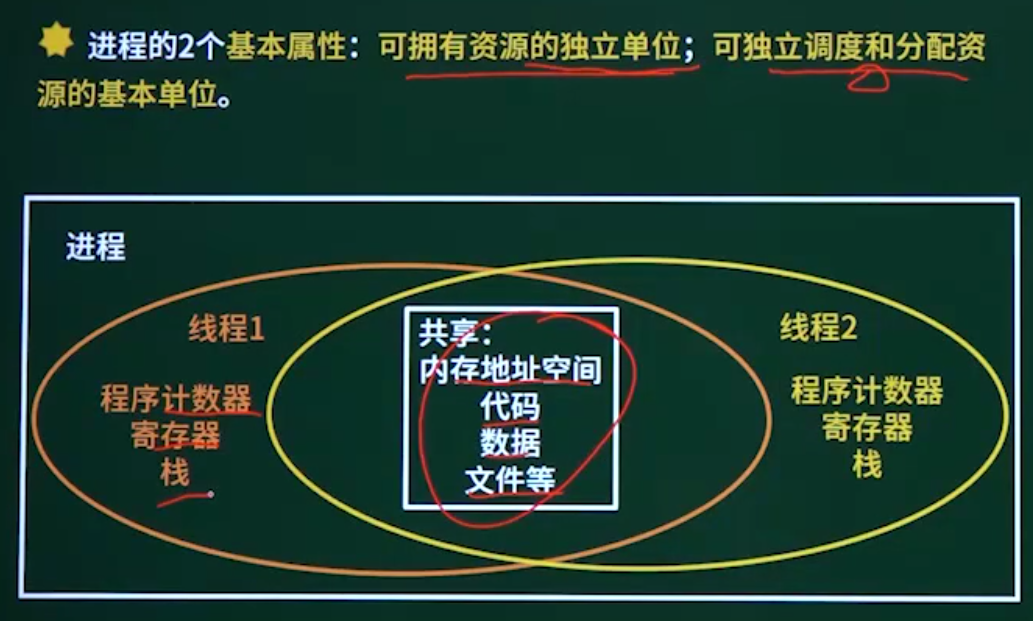 进程的2个基本属性：可拥有资源的独立单位；可独立调度和分配资
源的基本单位。
进程
线程1
程序计数器
寄存器
栈
共享：
内存地址空间
代码
数据
文件等
线程2
程序计数器
寄存器
栈